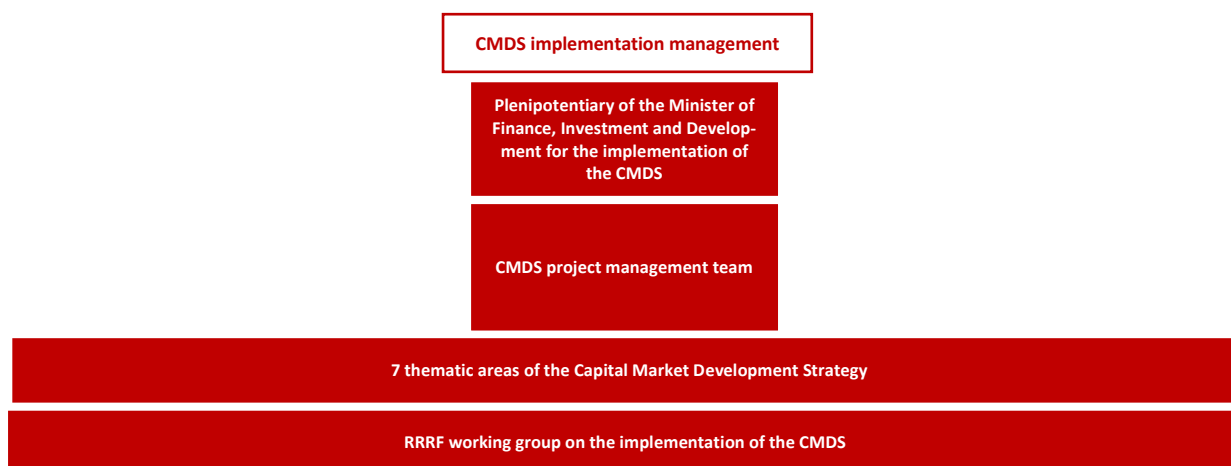 CMDS implementation management
Plenipotentiary of the Minister of
Finance, Investment and Develop-
ment for the implementation of
the CMDS
CMDS project management team
7 thematic areas of the Capital Market Development Strategy
RRRF working group on the implementation of the CMDS